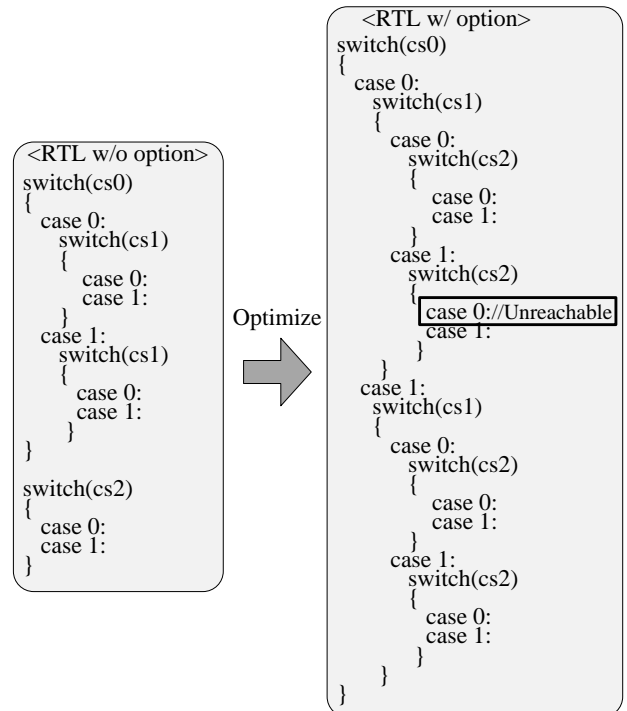 <RTL w/o option>
switch(cs0)
{
case 0:
switch(cs1)
{
case 0:
case 1:
}
case 1:
switch(cs1)
{
case 0:
case 1:
}
}
switch(cs2)
{
case 0:
case 1:
}
Optimize
<RTL w/ option>
switch(cs0)
{
case 0:
switch(cs1)
{
case 0:
switch(cs2)
{
case 0:
case 1:
}
case 1:
switch(cs2)
{
case 0://Unreachable
case 1:
}
}
case 1:
switch(cs1)
{
case 0:
switch(cs2)
{
case 0:
case 1:
}
case 1:
switch(cs2)
{
case 0:
case 1:
}
}
}